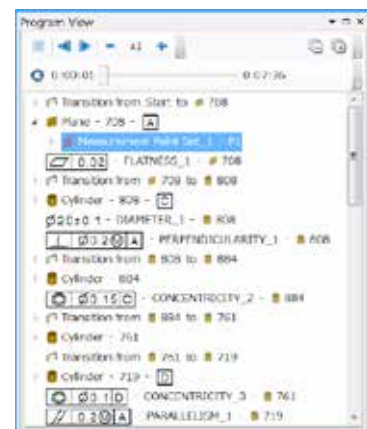 Program View
x1
0:00:01 0:07:36
Transition from Start to 708
Plane - 708 - A
Measurement Point Set_1 - P1
0.02 - FLATNESS_1 - 708
Transition from 708 to 808
Cylinder - 808 -
Ø20±0.1 - DIAMETER_1 - 808
⊥ Ø0.2Ⓜ A - PERPENDICULARITY_1 - 808
Transition from 808 to 884
Cylinder - 884
Ø0.15 C - CONCENTRICITY_2 - 884
Transition from 884 to 761
Cylinder - 761
Transition from 761 to 719
Cylinder - 719 - D
Ø0.1 D - CONCENTRICITY_3 - 761
// 0.2Ⓜ A - PARALLELISM_1 - 719